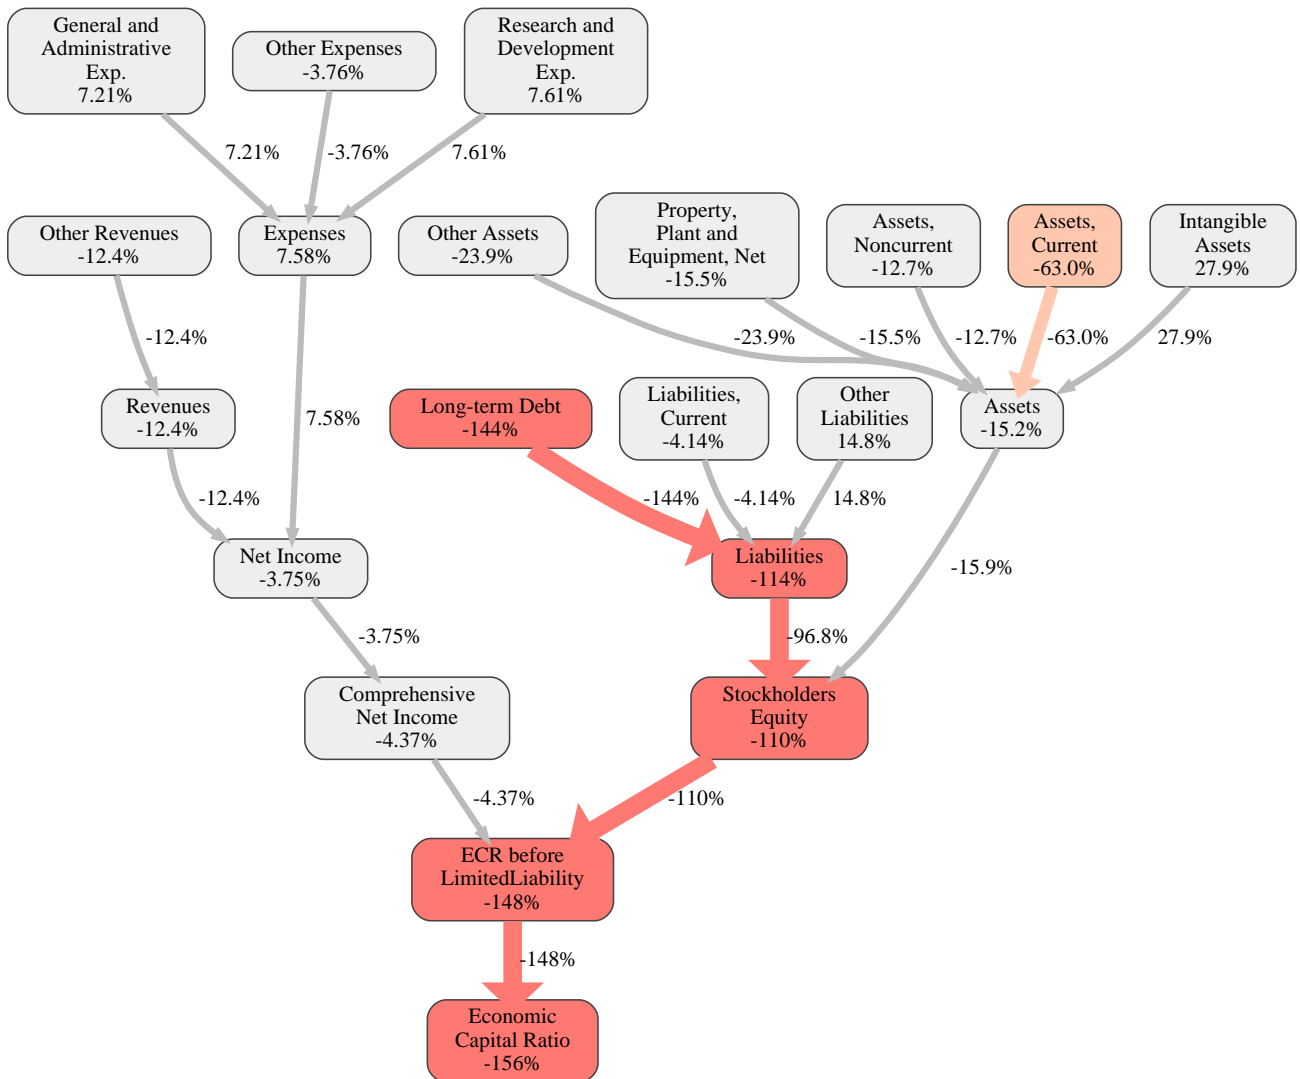 General and
Administrative
Exp.
7.21%
Other Expenses
-3.76%
Research and
Development
Exp.
7.61%
7.21%
-3.76%
7.61%
Other Revenues
-12.4%
Expenses
7.58%
Other Assets
-23.9%
Property,
Plant and
Equipment, Net
-15.5%
Assets,
Noncurrent
-12.7%
Assets,
Current
-63.0%
Intangible
Assets
27.9%
-12.4%
-23.9%
-15.5%
-12.7%
-63.0%
27.9%
Revenues
-12.4%
7.58%
Long-term Debt
-144%
Liabilities,
Current
-4.14%
Other
Liabilities
14.8%
Assets
-15.2%
-12.4%
-144%
-4.14%
14.8%
Net Income
-3.75%
Liabilities
-114%
-15.9%
-3.75%
-96.8%
Comprehensive
Net Income
-4.37%
Stockholders
Equity
-110%
-4.37%
-110%
ECR before
LimitedLiability
-148%
-148%
Economic
Capital Ratio
-156%